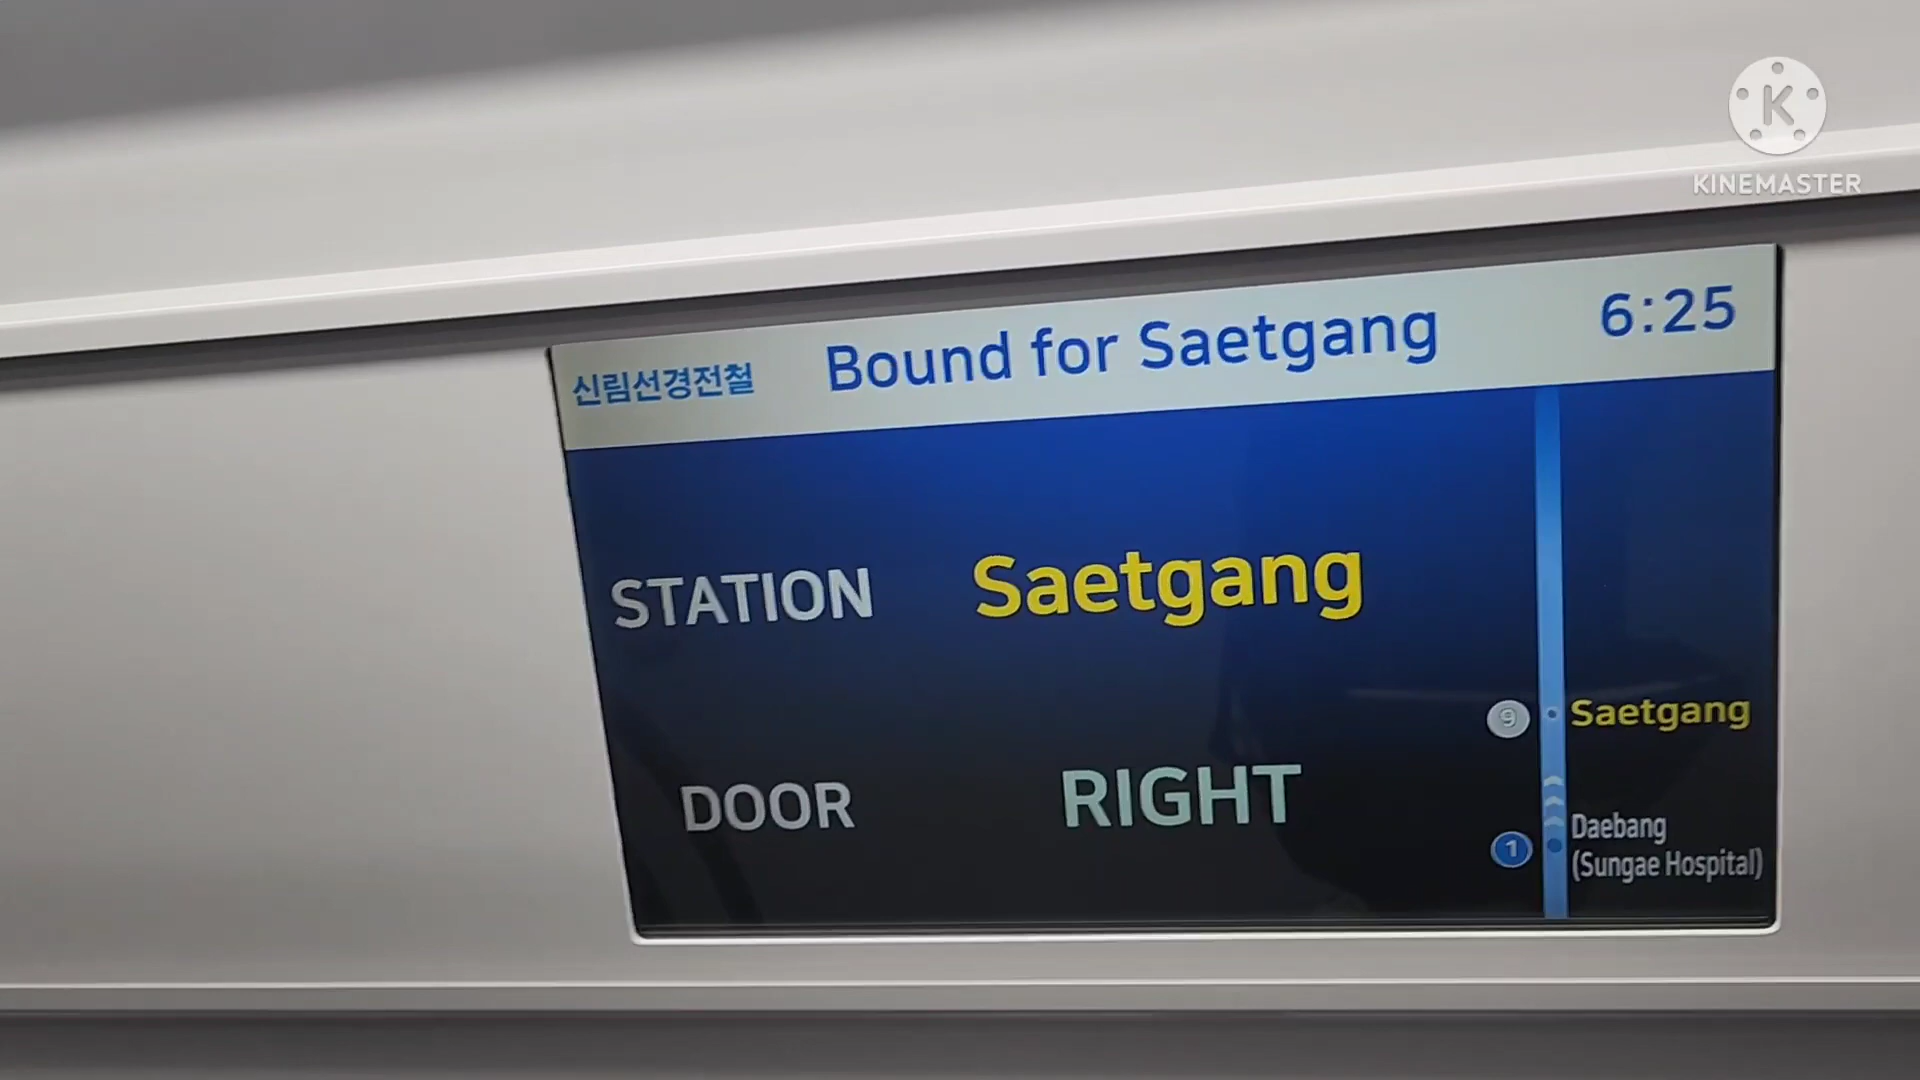 K
KINEMASTER
신림선경전철
Bound for Saetgang
6:25
STATION
Saetgang
DOOR
RIGHT
9
Saetgang
1
Daebang
(Sungae Hospital)